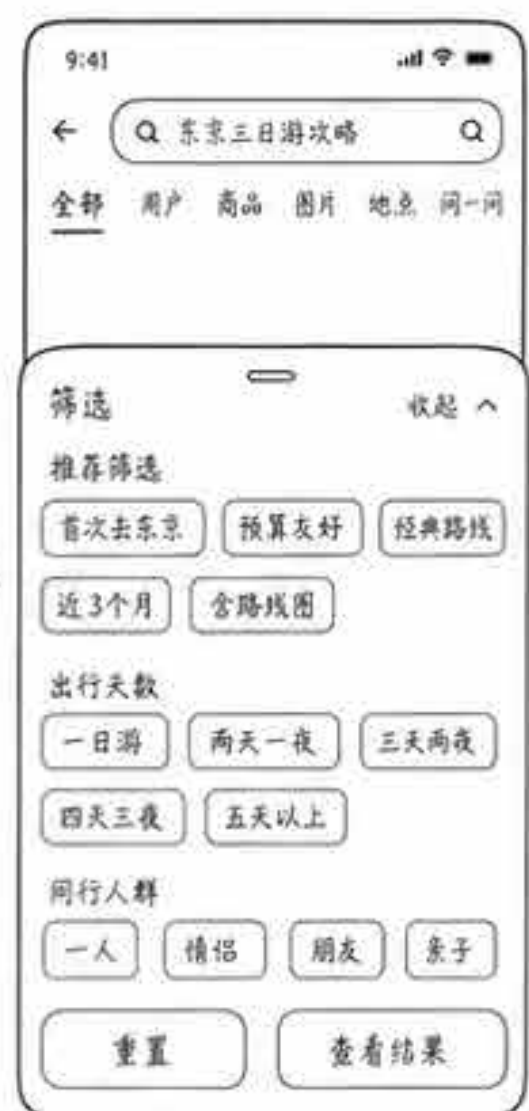 9:41
东京三日游攻略
全部 用户 商品 图片 地点 问一问
筛选 收起
推荐筛选
首次去东京 预算友好 经典路线
近3个月 含路线图
出行天数
一日游 两天一夜 三天两夜
四天三夜 五天以上
同行人群
一人 情侣 朋友 亲子
重置 查看结果